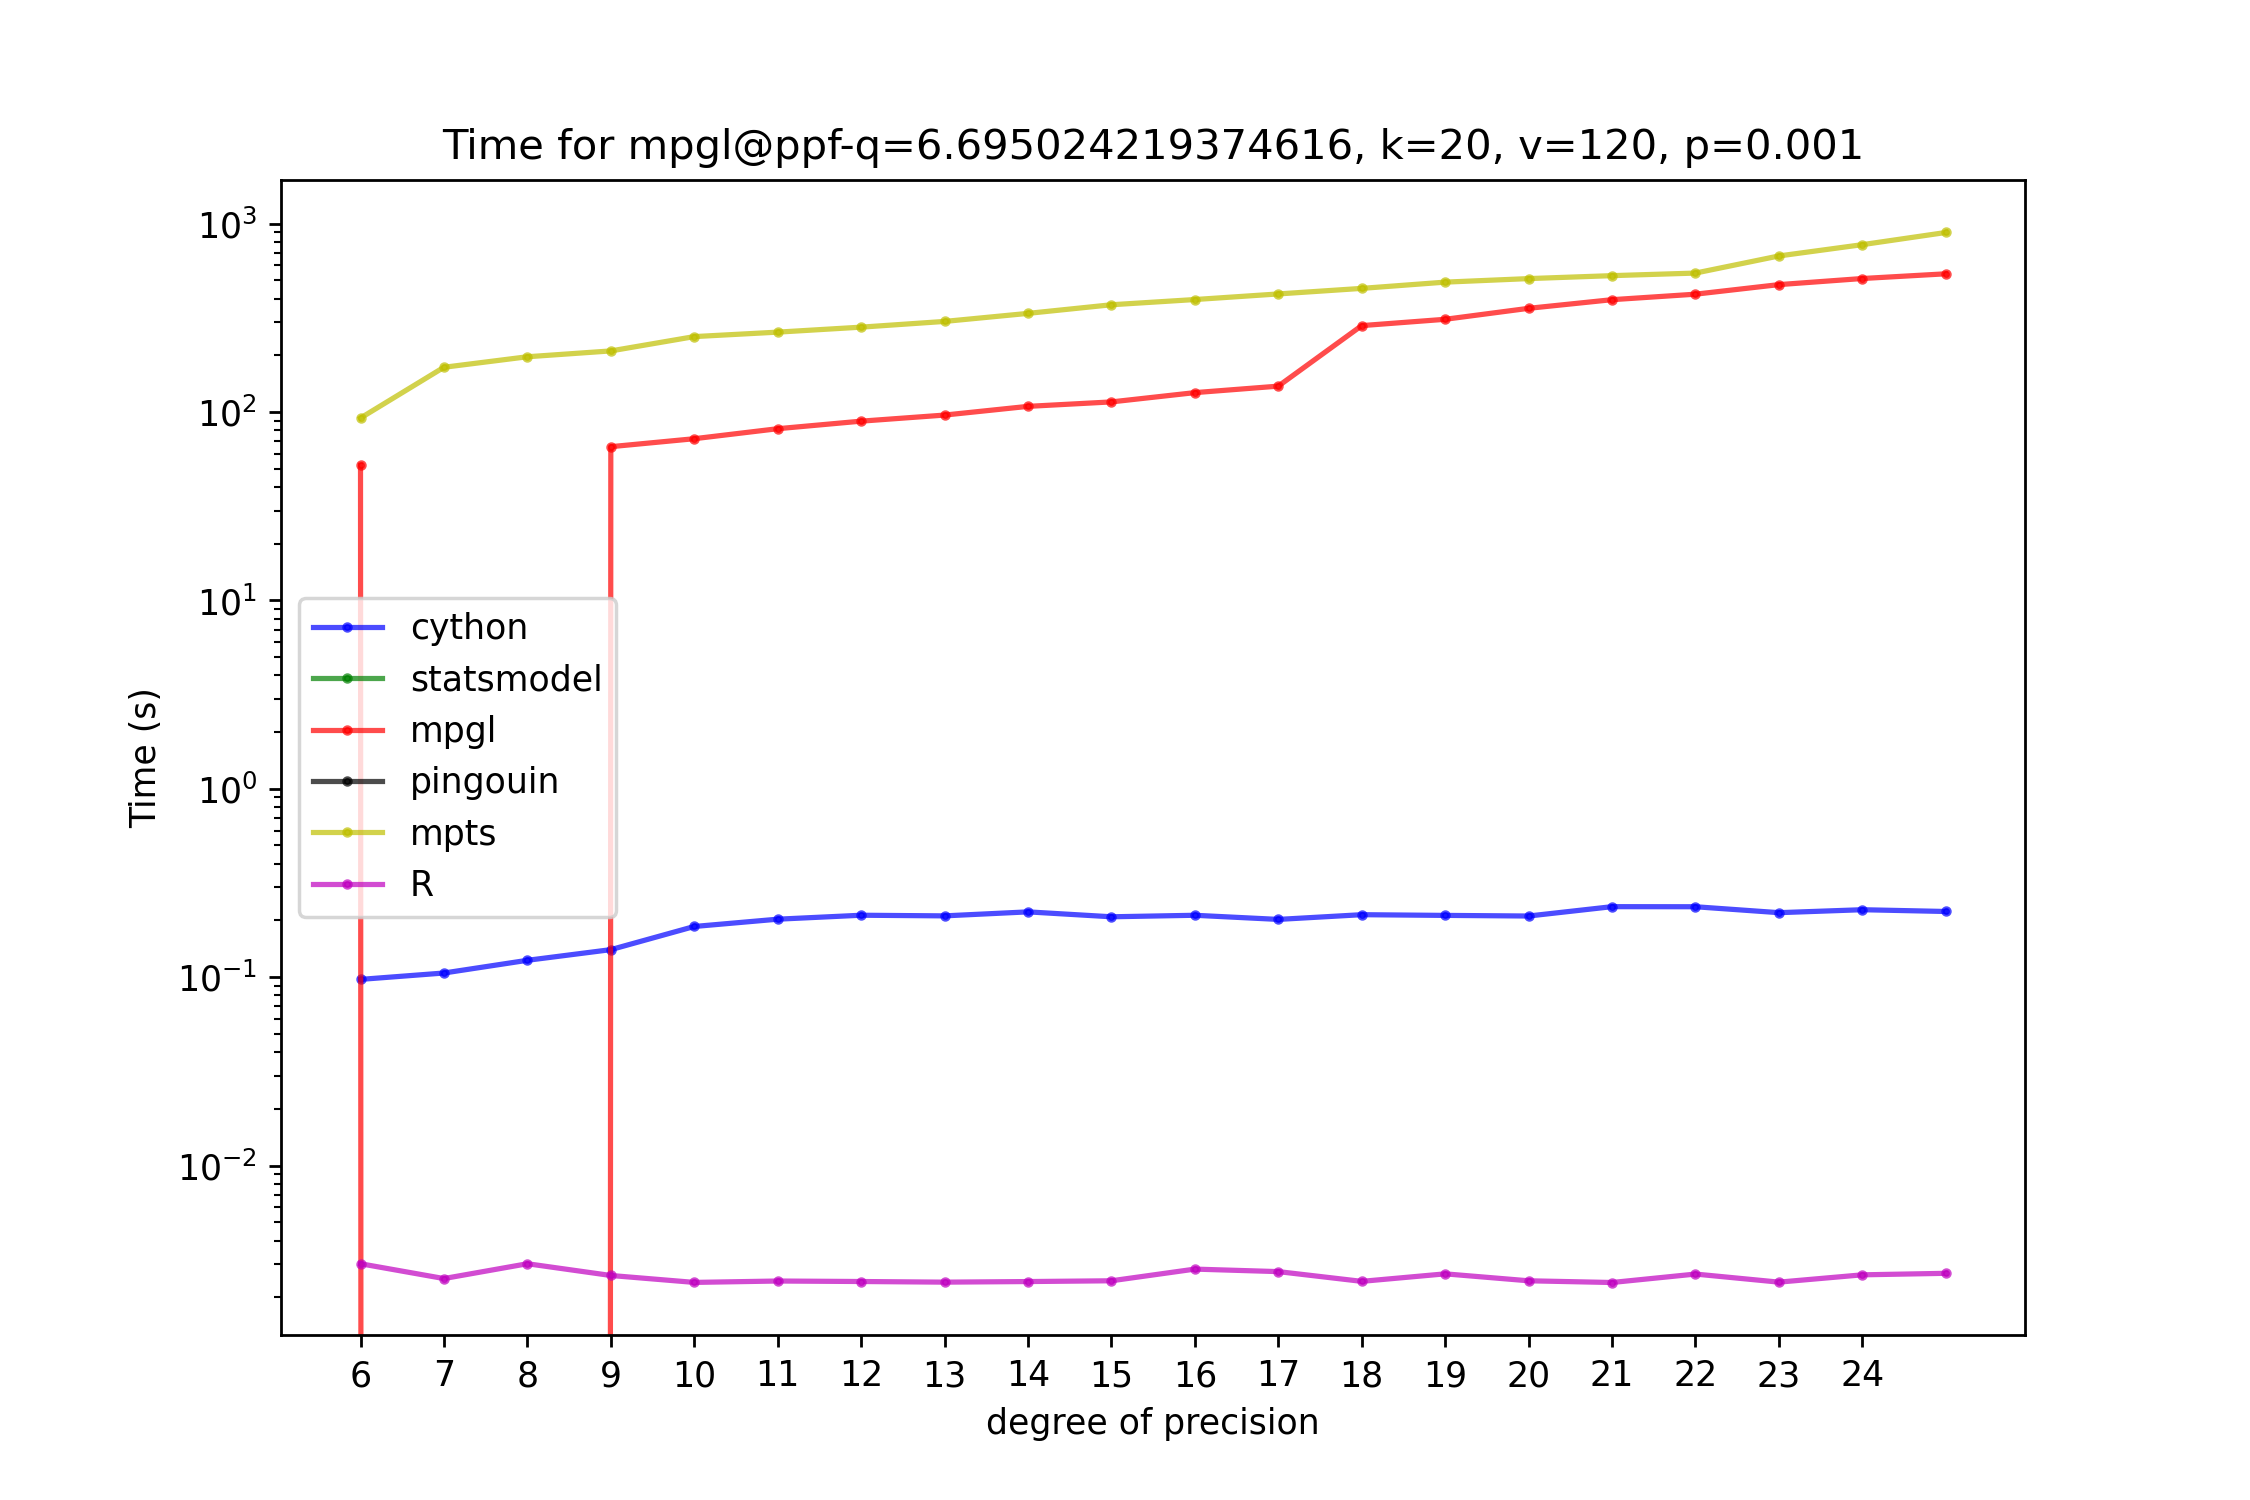 Time for mpgl@ppf-q=6.695024219374616, k=20, v=120, p=0.001
10³
10²
10¹
10⁰
10⁻¹
10⁻²
Time (s)
cython
statsmodel
mpgl
pingouin
mpts
R
6 7 8 9 10 11 12 13 14 15 16 17 18 19 20 21 22 23 24
degree of precision